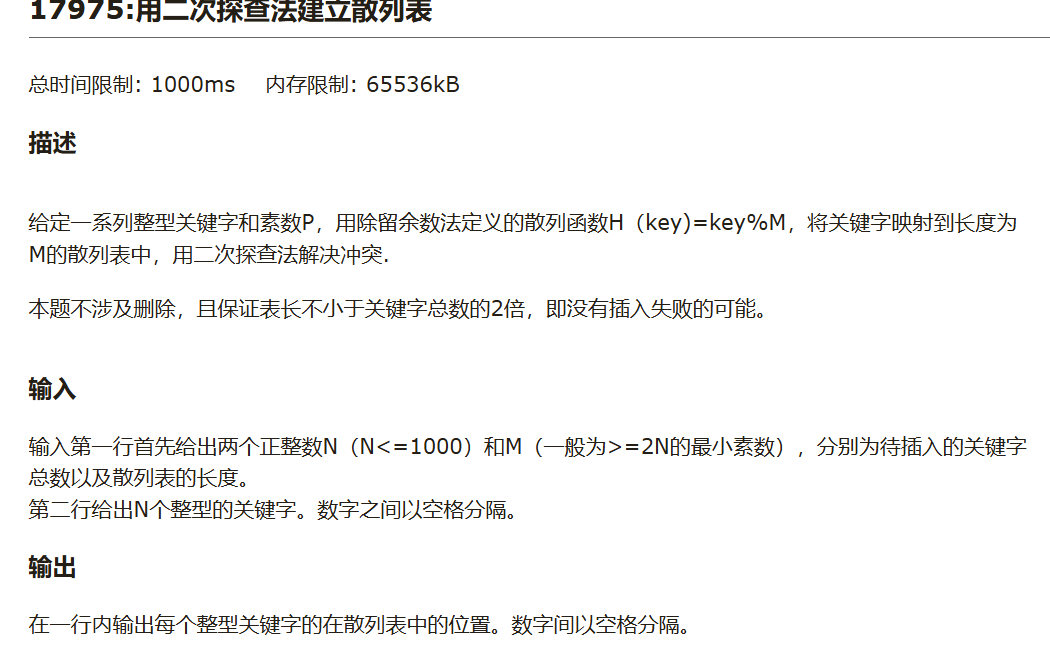 17975:用二次探查法建立散列表
总时间限制: 1000ms 内存限制: 65536kB
描述
给定一系列整型关键字和素数P，用除留余数法定义的散列函数H（key)=key%M，将关键字映射到长度为
M的散列表中，用二次探查法解决冲突.
本题不涉及删除，且保证表长不小于关键字总数的2倍，即没有插入失败的可能。
输入
输入第一行首先给出两个正整数N（N<=1000）和M（一般为>=2N的最小素数），分别为待插入的关键字
总数以及散列表的长度。
第二行给出N个整型的关键字。数字之间以空格分隔。
输出
在一行内输出每个整型关键字的在散列表中的位置。数字间以空格分隔。